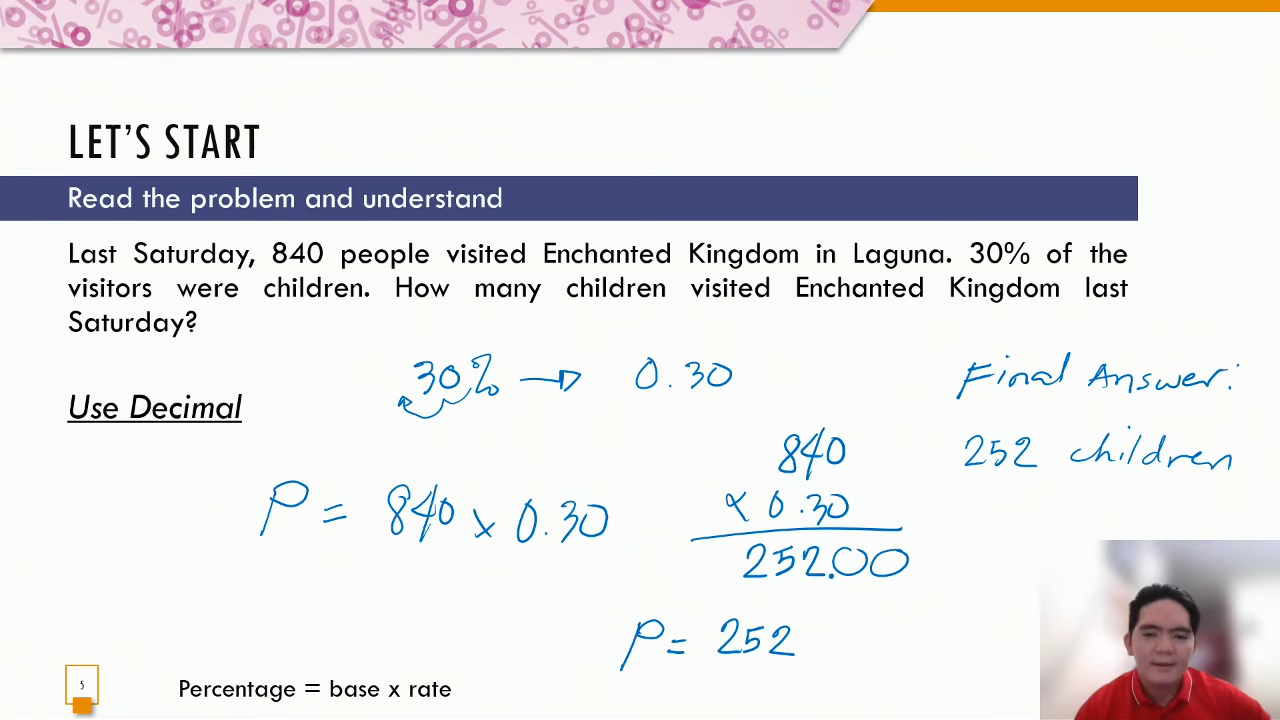 LET'S START
Read the problem and understand
Last Saturday, 840 people visited Enchanted Kingdom in Laguna. 30% of the
visitors were children. How many children visited Enchanted Kingdom last
Saturday?
30% → 0.30
Use Decimal
P = 840 x 0.30
840
x 0.30
252.00
P = 252
Final Answer:
252 children
5
Percentage = base x rate